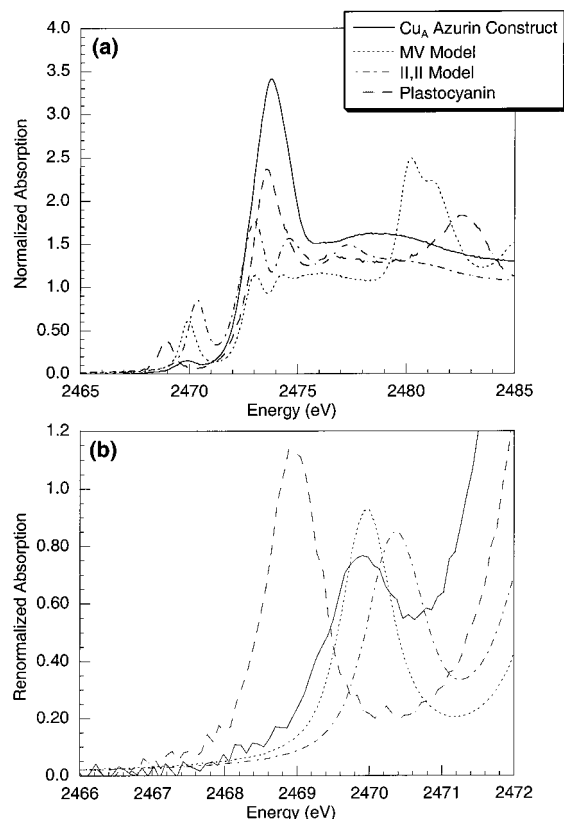 (a)
Cu_A Azurin Construct
MV Model
II,II Model
Plastocyanin
Normalized Absorption
4.0
3.5
3.0
2.5
2.0
1.5
1.0
0.50
0.0
2465 2470 2475 2480 2485
Energy (eV)
(b)
Renormalized Absorption
1.2
1.0
0.80
0.60
0.40
0.20
0.0
2466 2467 2468 2469 2470 2471 2472
Energy (eV)